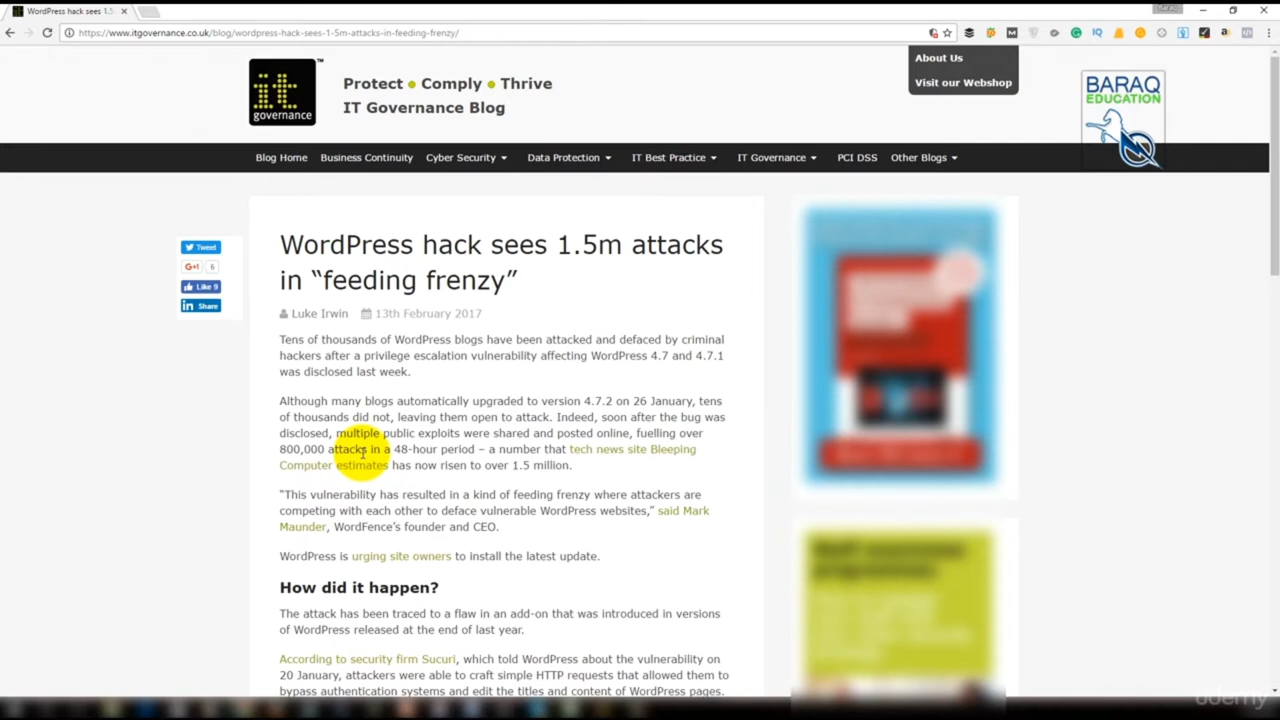 WordPress hack sees 1.5
Baraq
https://www.itgovernance.co.uk/blog/wordpress-hack-sees-1-5m-attacks-in-feeding-frenzy/
About Us
Visit our Webshop
it
governance
TM
Protect • Comply • Thrive
IT Governance Blog
BARAQ
EDUCATION
Blog Home Business Continuity Cyber Security Data Protection IT Best Practice IT Governance PCI DSS Other Blogs
Tweet
G+1 6
Like 9
in Share
WordPress hack sees 1.5m attacks
in “feeding frenzy”
Luke Irwin 13th February 2017
Tens of thousands of WordPress blogs have been attacked and defaced by criminal
hackers after a privilege escalation vulnerability affecting WordPress 4.7 and 4.7.1
was disclosed last week.
Although many blogs automatically upgraded to version 4.7.2 on 26 January, tens
of thousands did not, leaving them open to attack. Indeed, soon after the bug was
disclosed, multiple public exploits were shared and posted online, fuelling over
800,000 attacks in a 48-hour period – a number that tech news site Bleeping
Computer estimates has now risen to over 1.5 million.
“This vulnerability has resulted in a kind of feeding frenzy where attackers are
competing with each other to deface vulnerable WordPress websites,” said Mark
Maunder, WordFence’s founder and CEO.
WordPress is urging site owners to install the latest update.
How did it happen?
The attack has been traced to a flaw in an add-on that was introduced in versions
of WordPress released at the end of last year.
According to security firm Sucuri, which told WordPress about the vulnerability on
20 January, attackers were able to craft simple HTTP requests that allowed them to
bypass authentication systems and edit the titles and content of WordPress pages.
udemy